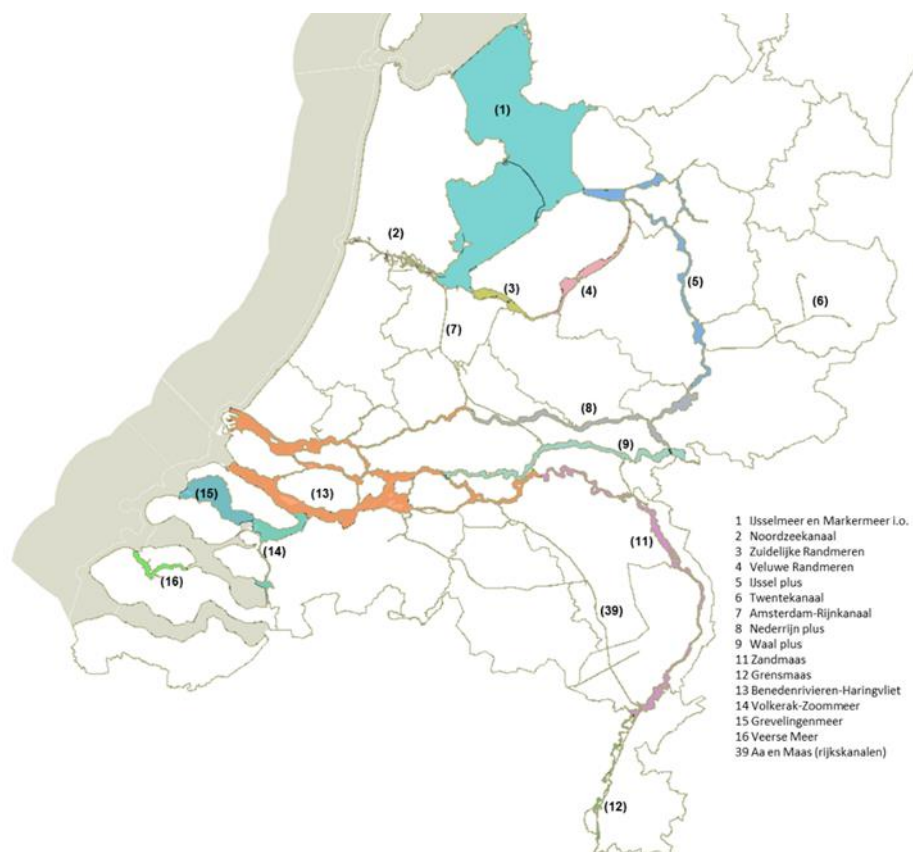 (1)
(2)
(3)
(4)
(5)
(6)
(7)
(8)
(9)
(15)
(13)
(14)
(11)
(16)
(39)
(12)
1 IJsselmeer en Markermeer i.o.
2 Noordzeekanaal
3 Zuidelijke Randmeren
4 Veluwe Randmeren
5 IJssel plus
6 Twentekanaal
7 Amsterdam-Rijnkanaal
8 Nederrijn plus
9 Waal plus
11 Zandmaas
12 Grensmaas
13 Benedenrivieren-Haringvliet
14 Volkerak-Zoommeer
15 Grevelingenmeer
16 Veerse Meer
39 Aa en Maas (rijkskanalen)